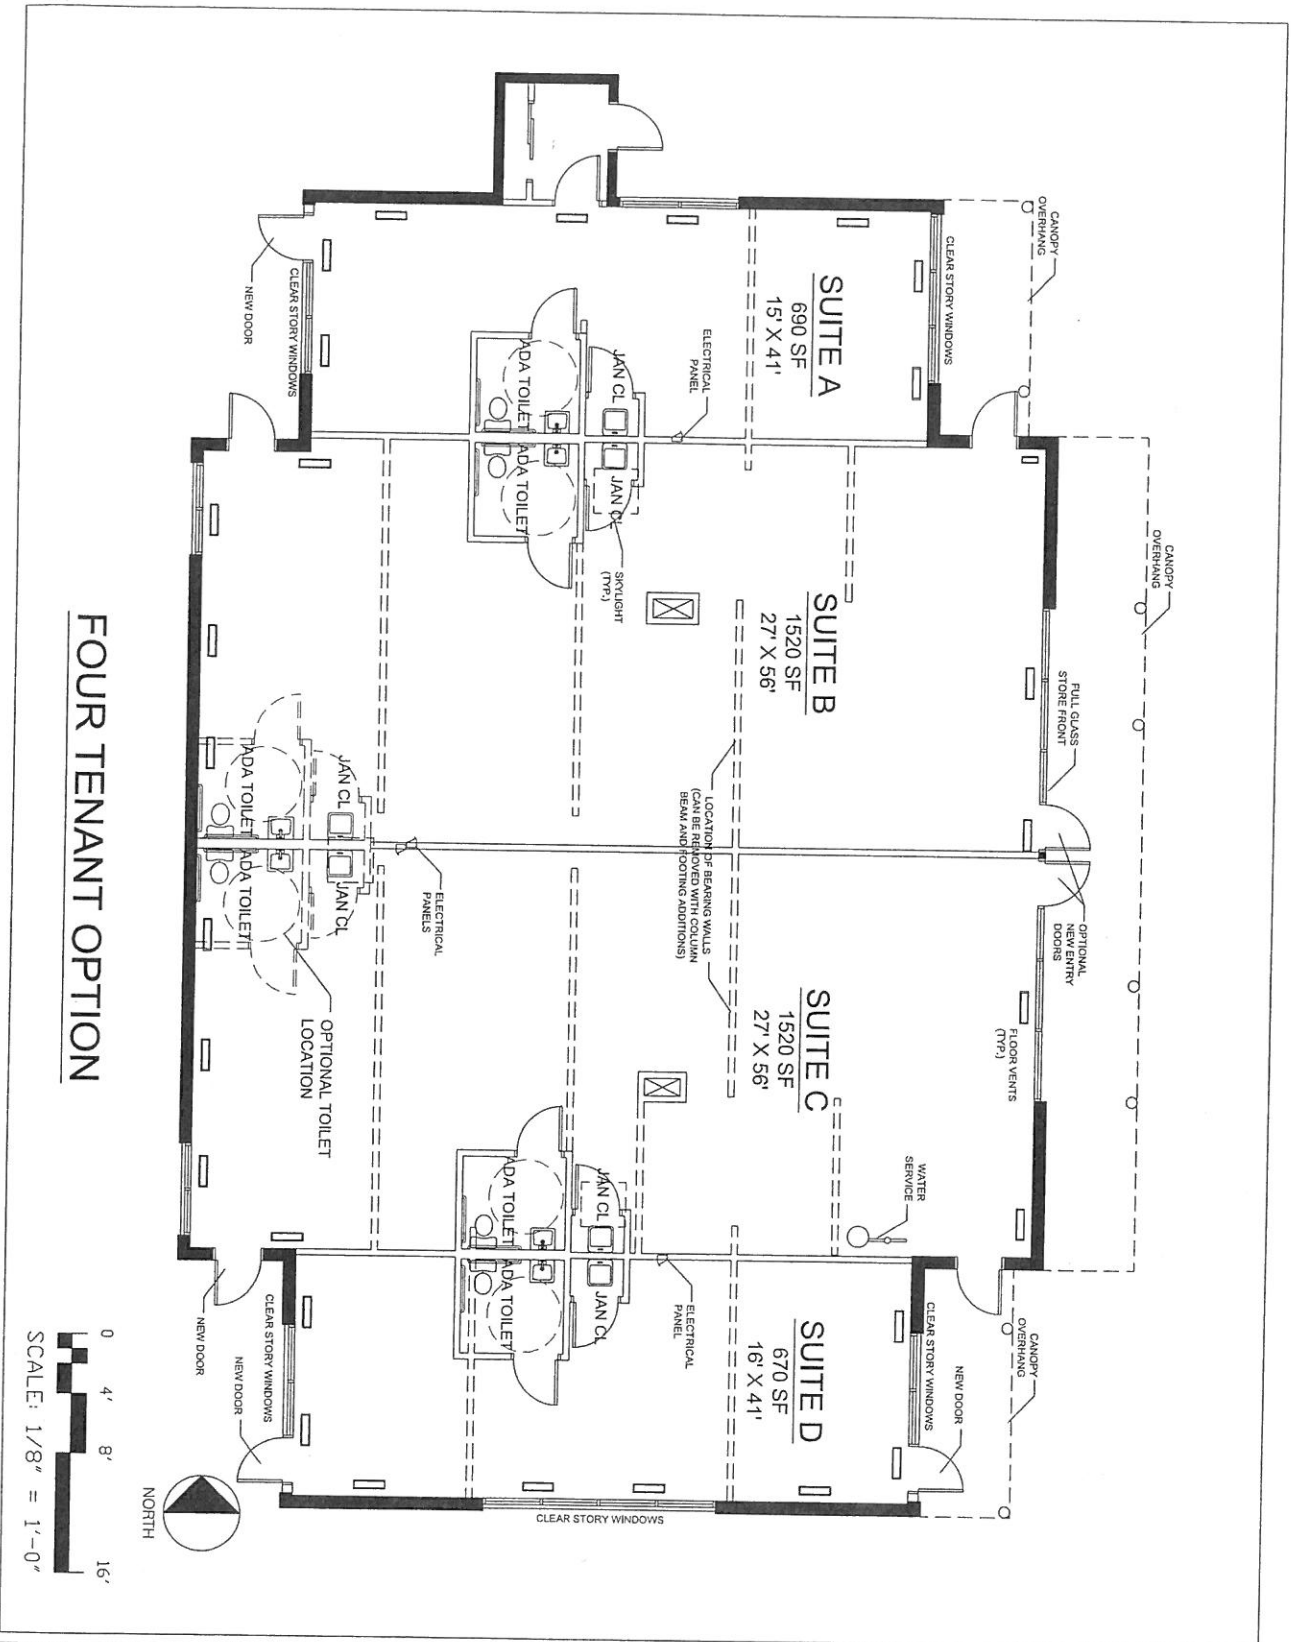 CANOPY
OVERHANG
CLEAR STORY WINDOWS
SUITE A
690 SF
15' X 41'
ELECTRICAL
PANEL
JAN CL
ADA TOILET
CLEAR STORY WINDOWS
NEW DOOR
CANOPY
OVERHANG
FULL GLASS
STORE FRONT
SUITE B
1520 SF
27' X 56'
JAN CL
ADA TOILET
SKYLIGHT
(TYP.)
LOCATION OF BEARING WALLS
(CAN BE REMOVED WITH COLUMN
BEAM AND FOOTING ADDITIONS)
JAN CL
ADA TOILET
ELECTRICAL
PANELS
OPTIONAL
NEW ENTRY
DOORS
FLOOR VENTS
(TYP.)
SUITE C
1520 SF
27' X 56'
JAN CL
ADA TOILET
OPTIONAL TOILET
LOCATION
WATER
SERVICE
JAN CL
ADA TOILET
NEW DOOR
CANOPY
OVERHANG
CLEAR STORY WINDOWS
NEW DOOR
SUITE D
670 SF
16' X 41'
ELECTRICAL
PANEL
JAN CL
ADA TOILET
CLEAR STORY WINDOWS
NEW DOOR
CLEAR STORY WINDOWS
FOUR TENANT OPTION
NORTH
0 4' 8' 16'
SCALE: 1/8" = 1'-0"